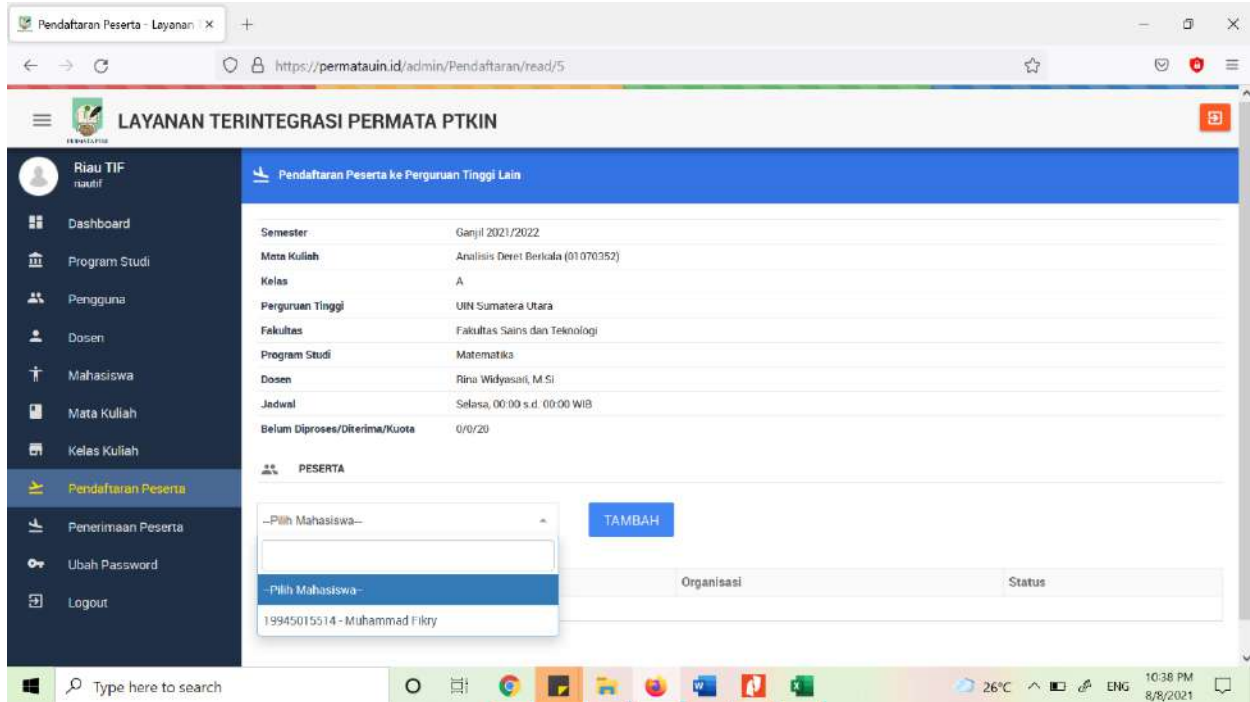 Pendaftaran Peserta - Layanan
https://permatauin.id/admin/Pendaftaran/read/5
LAYANAN TERINTEGRASI PERMATA PTKIN
PERMATA PTKIN
Riau TIF
riautif
Dashboard
Program Studi
Pengguna
Dosen
Mahasiswa
Mata Kuliah
Kelas Kuliah
Pendaftaran Peserta
Penerimaan Peserta
Ubah Password
Logout
Pendaftaran Peserta ke Perguruan Tinggi Lain
Semester Ganjil 2021/2022
Mata Kuliah Analisis Deret Berkala (01070352)
Kelas A
Perguruan Tinggi UIN Sumatera Utara
Fakultas Fakultas Sains dan Teknologi
Program Studi Matematika
Dosen Rina Widyasari, M.Si
Jadwal Selasa, 00:00 s.d. 00:00 WIB
Belum Diproses/Diterima/Kuota 0/0/20
PESERTA
--Pilih Mahasiswa--
TAMBAH
--Pilih Mahasiswa--
19945015514 - Muhammad Fikry
Organisasi Status
Type here to search
26°C ENG 10:38 PM
8/8/2021